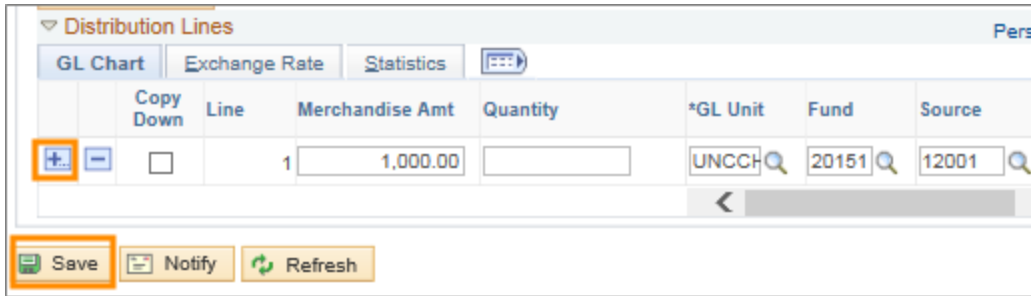 Distribution Lines
Pers
GL Chart Exchange Rate Statistics
Copy Down Line Merchandise Amt Quantity *GL Unit Fund Source
1 1,000.00 UNCCH 20151 12001
Save Notify Refresh